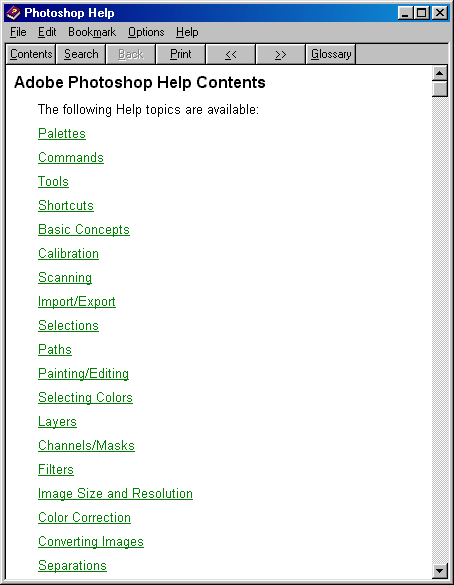 Photoshop Help
File Edit Bookmark Options Help
Contents Search Back Print << >> Glossary
Adobe Photoshop Help Contents
The following Help topics are available:
Palettes
Commands
Tools
Shortcuts
Basic Concepts
Calibration
Scanning
Import/Export
Selections
Paths
Painting/Editing
Selecting Colors
Layers
Channels/Masks
Filters
Image Size and Resolution
Color Correction
Converting Images
Separations